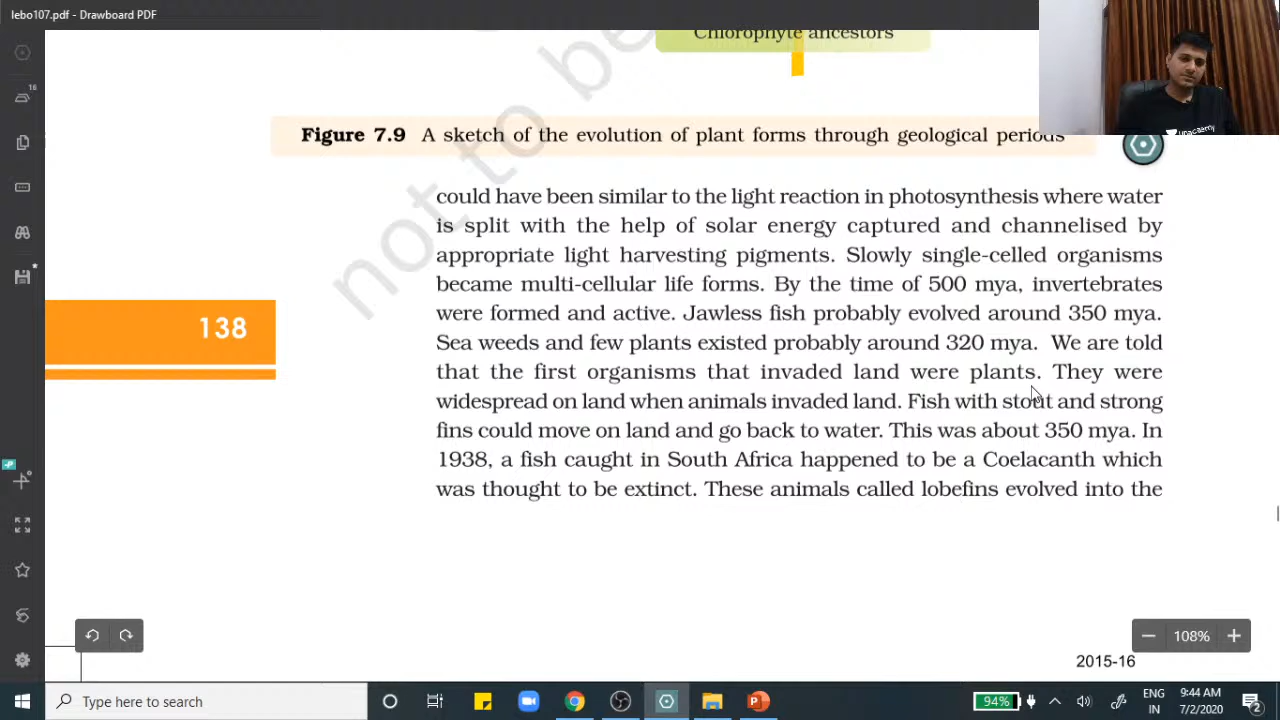 lebo107.pdf - Drawboard PDF
Chlorophyte ancestors
unacademy
not to be
Figure 7.9 A sketch of the evolution of plant forms through geological periods
could have been similar to the light reaction in photosynthesis where water
is split with the help of solar energy captured and channelised by
appropriate light harvesting pigments. Slowly single-celled organisms
became multi-cellular life forms. By the time of 500 mya, invertebrates
were formed and active. Jawless fish probably evolved around 350 mya.
Sea weeds and few plants existed probably around 320 mya. We are told
that the first organisms that invaded land were plants. They were
widespread on land when animals invaded land. Fish with stout and strong
fins could move on land and go back to water. This was about 350 mya. In
1938, a fish caught in South Africa happened to be a Coelacanth which
was thought to be extinct. These animals called lobefins evolved into the
138
18
108%
2015-16
Type here to search
94%
ENG
IN
9:44 AM
7/2/2020
2